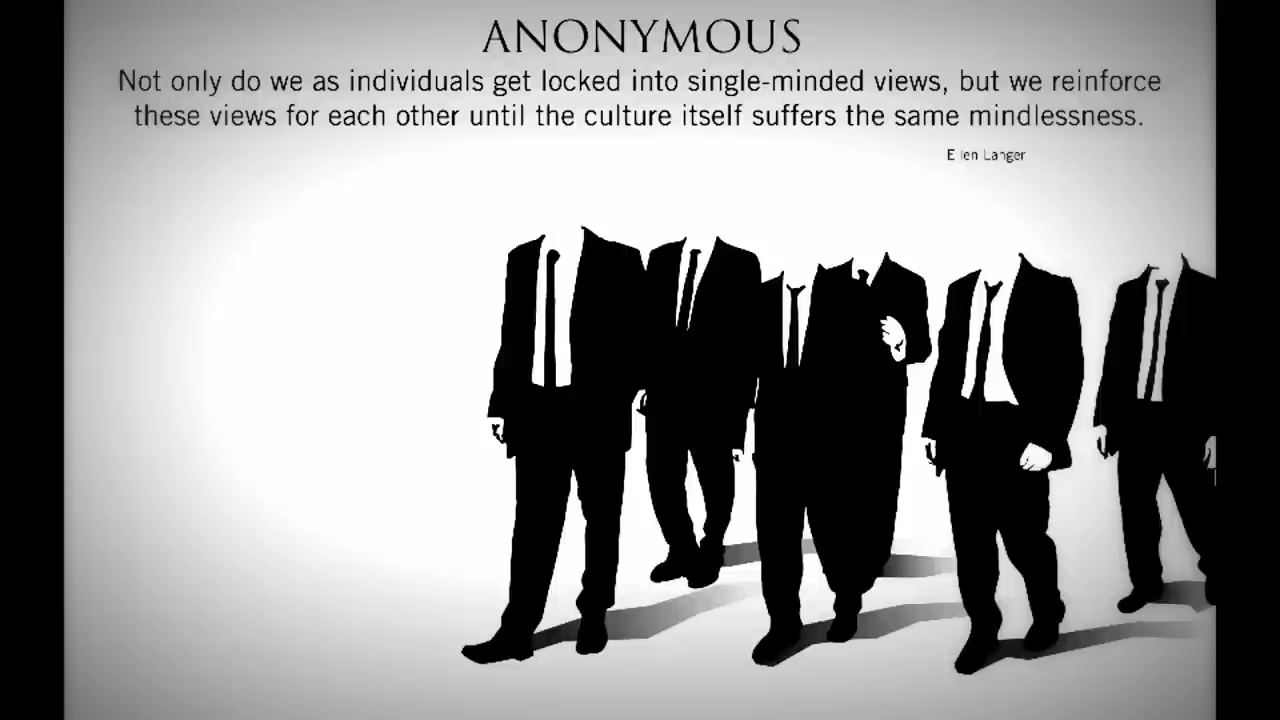 ANONYMOUS
Not only do we as individuals get locked into single-minded views, but we reinforce
these views for each other until the culture itself suffers the same mindlessness.
Ellen Langer